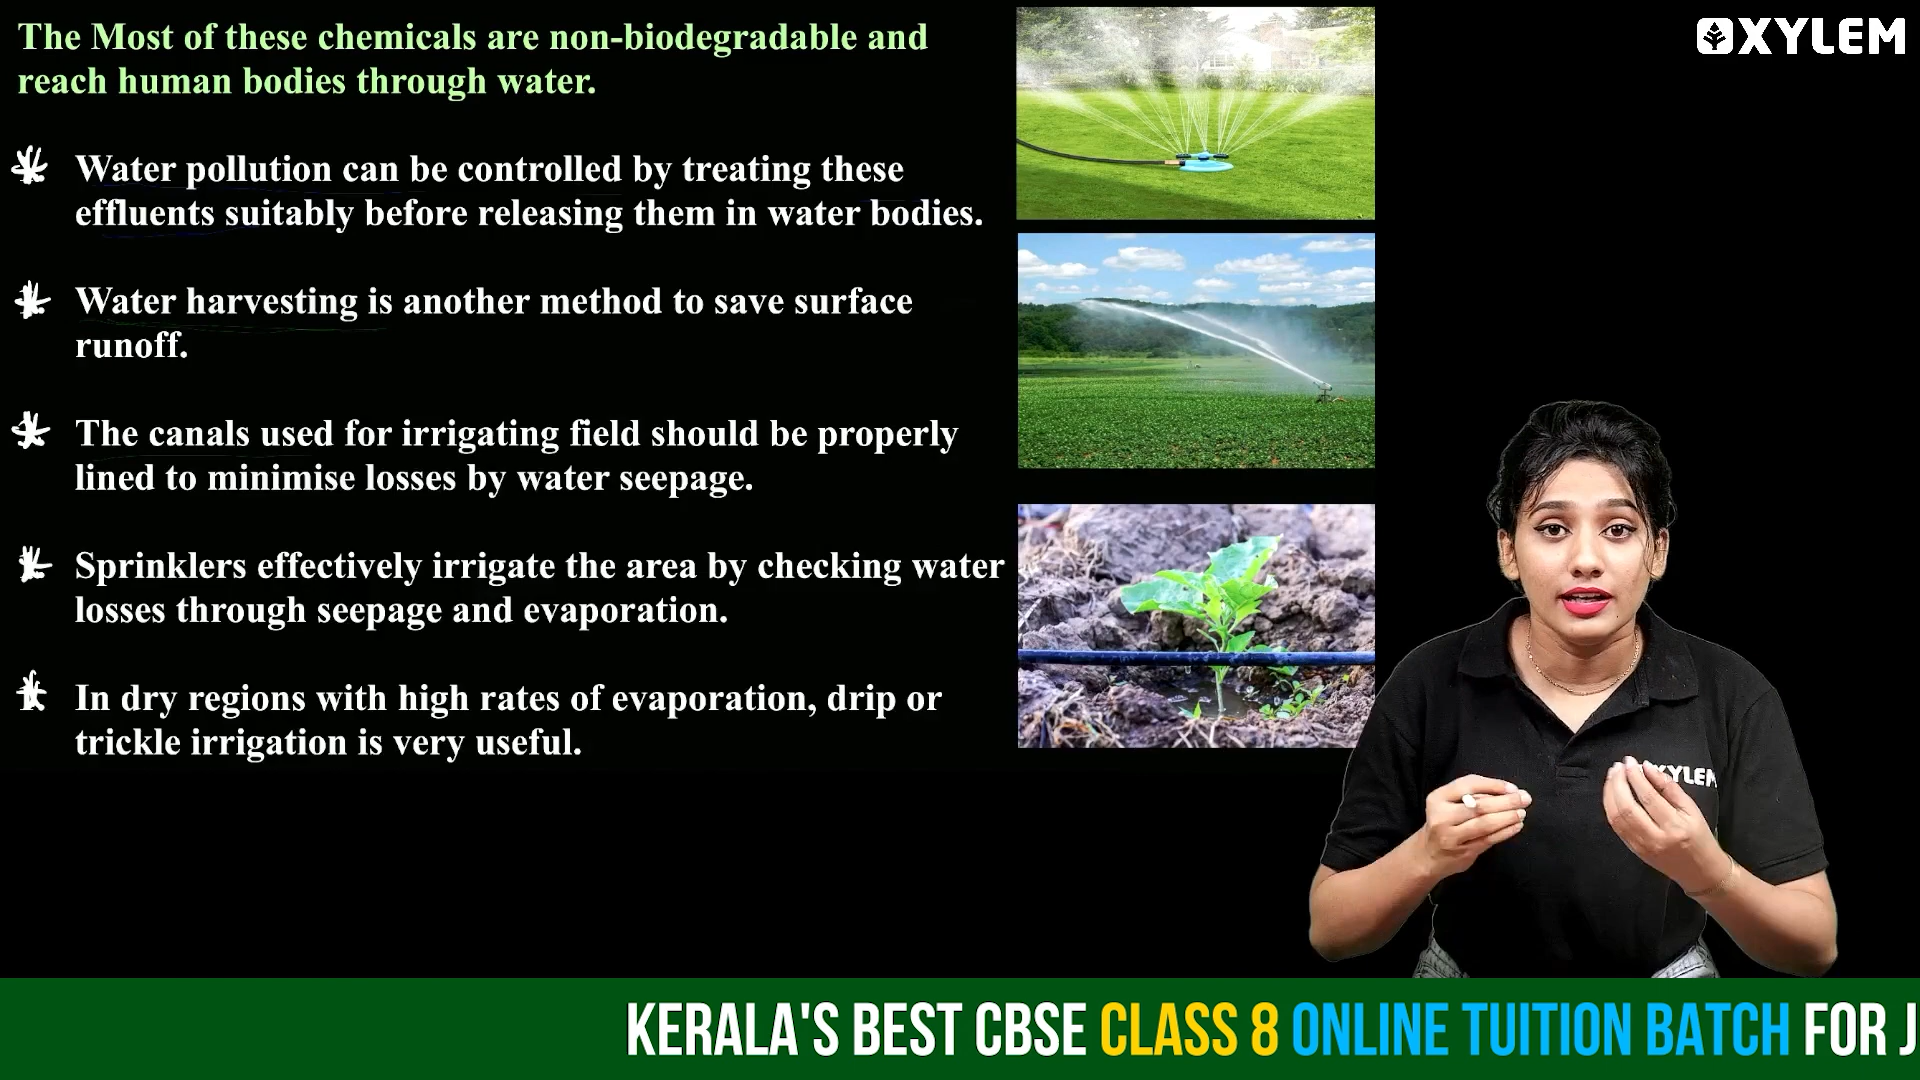 The Most of these chemicals are non-biodegradable and
reach human bodies through water.
Water pollution can be controlled by treating these
effluents suitably before releasing them in water bodies.
Water harvesting is another method to save surface
runoff.
The canals used for irrigating field should be properly
lined to minimise losses by water seepage.
Sprinklers effectively irrigate the area by checking water
losses through seepage and evaporation.
In dry regions with high rates of evaporation, drip or
trickle irrigation is very useful.
XYLEM
XYLEM
KERALA'S BEST CBSE CLASS 8 ONLINE TUITION BATCH FOR J